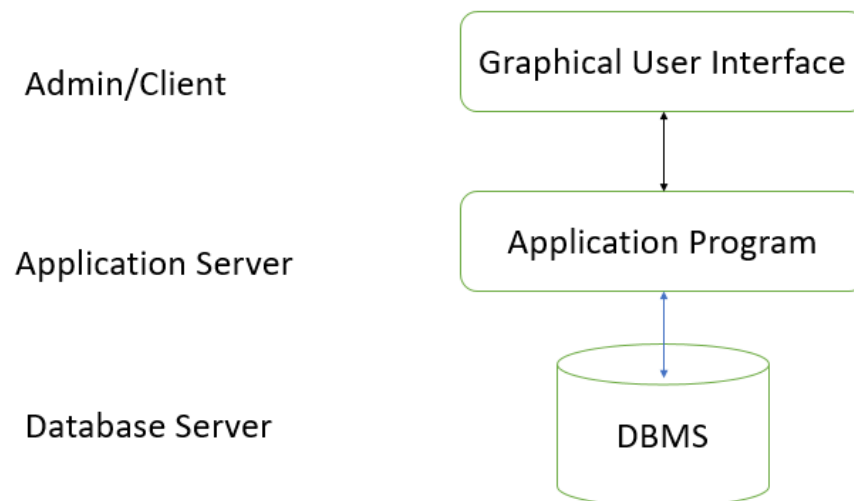 Admin/Client
Graphical User Interface
Application Server
Application Program
Database Server
DBMS